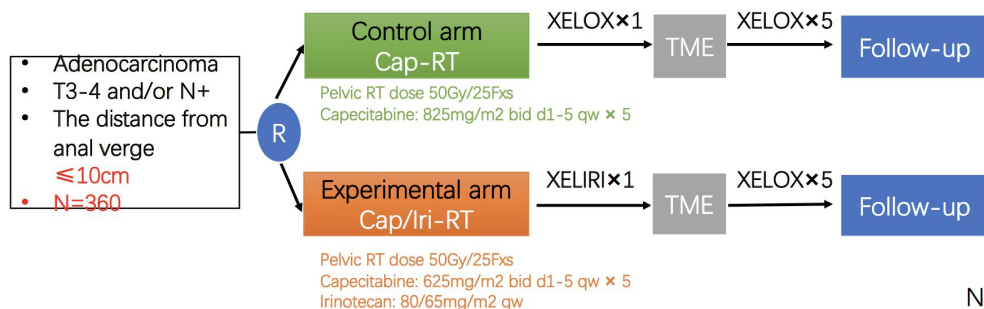 • Adenocarcinoma
• T3-4 and/or N+
• The distance from
anal verge
≤10cm
• N=360
R
Control arm
Cap-RT
Pelvic RT dose 50Gy/25Fxs
Capecitabine: 825mg/m2 bid d1-5 qw × 5
XELOX×1
TME
XELOX×5
Follow-up
Experimental arm
Cap/Iri-RT
Pelvic RT dose 50Gy/25Fxs
Capecitabine: 625mg/m2 bid d1-5 qw × 5
Irinotecan: 80/65mg/m2 qw
XELIRI×1
TME
XELOX×5
Follow-up
N